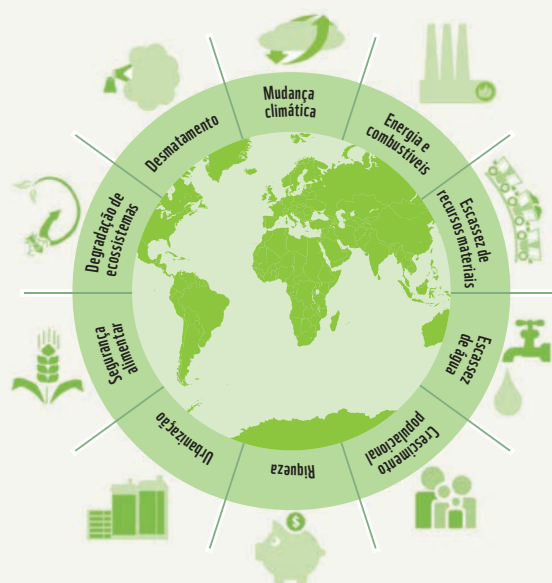 Mudança
climática
Energia e
combustíveis
Escassez de
recursos materiais
Escassez
de água
Crescimento
populacional
Riqueza
Urbanização
Segurança
alimentar
Degradação de
ecossistemas
Desmatamento
$